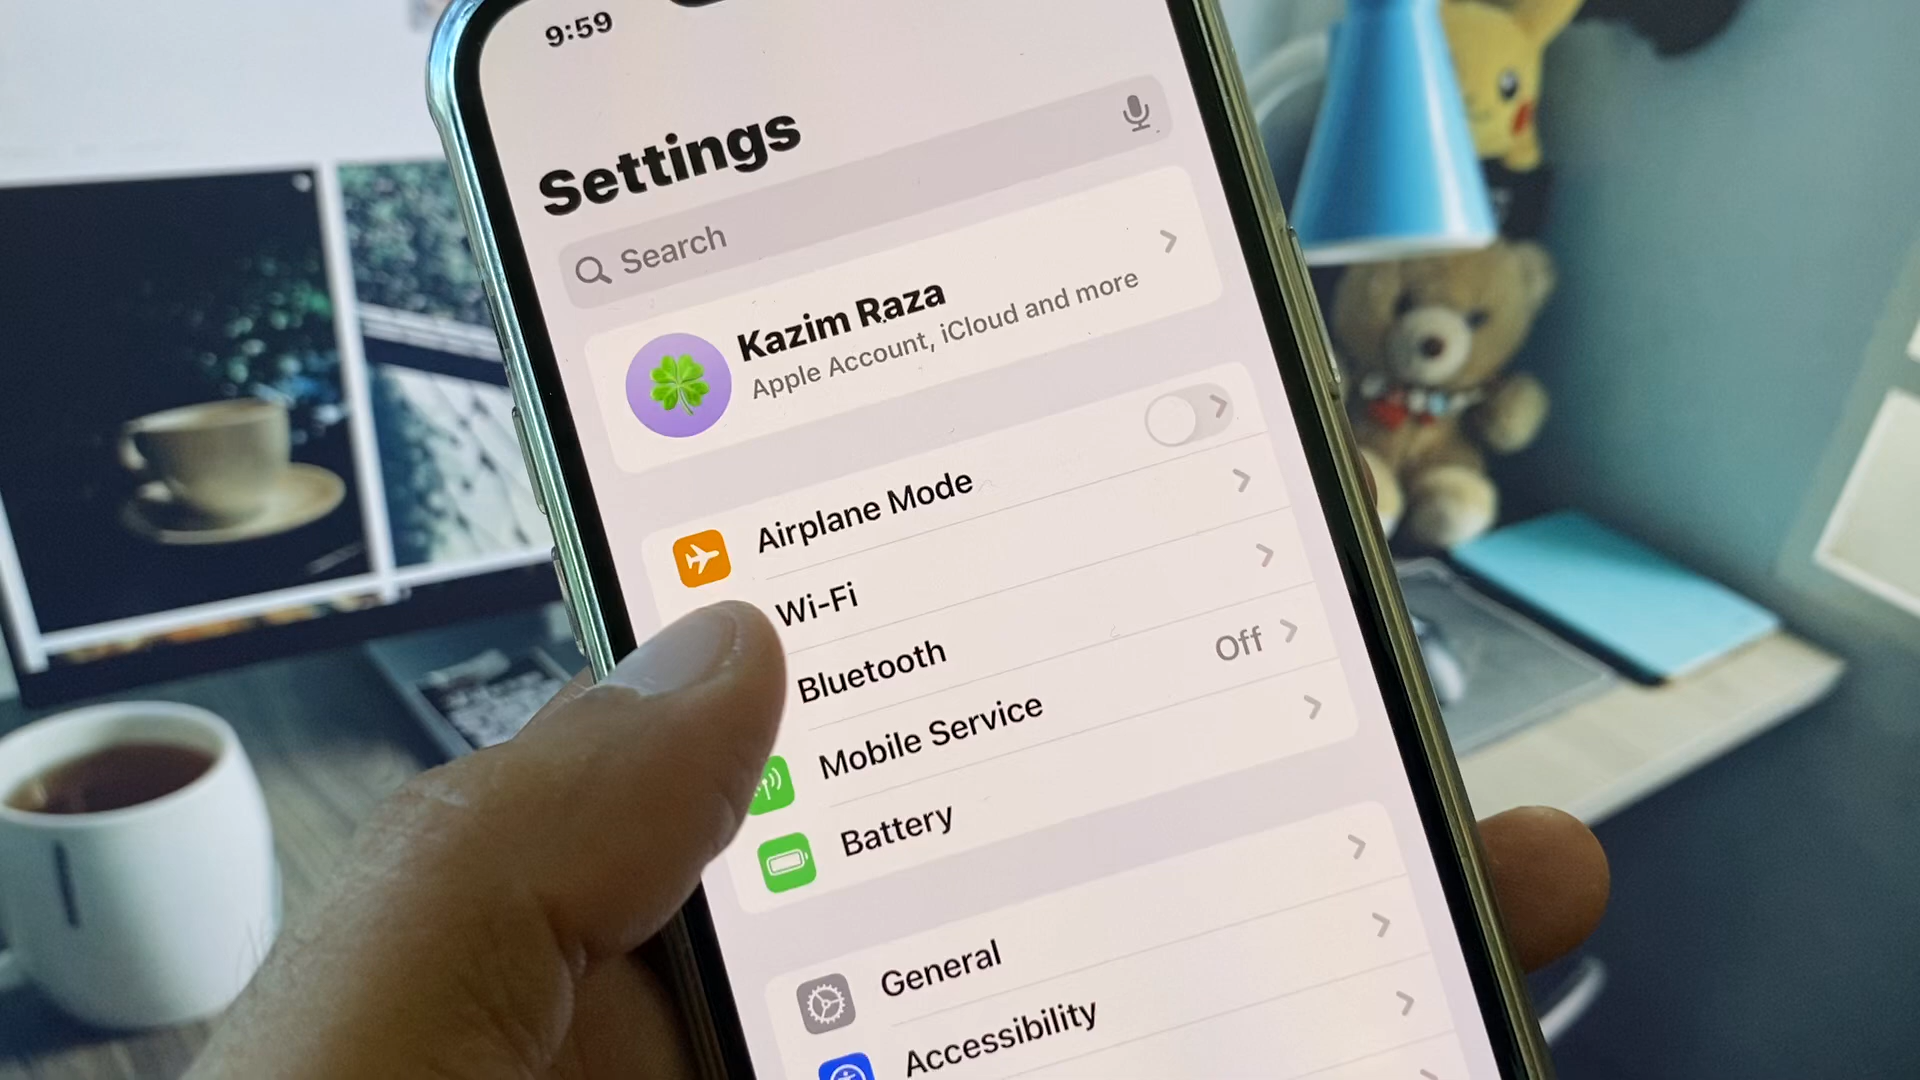 9:59
Settings
Search
Kazim Raza
Apple Account, iCloud and more
Airplane Mode
Wi-Fi
Bluetooth
Off
Mobile Service
Battery
General
Accessibility